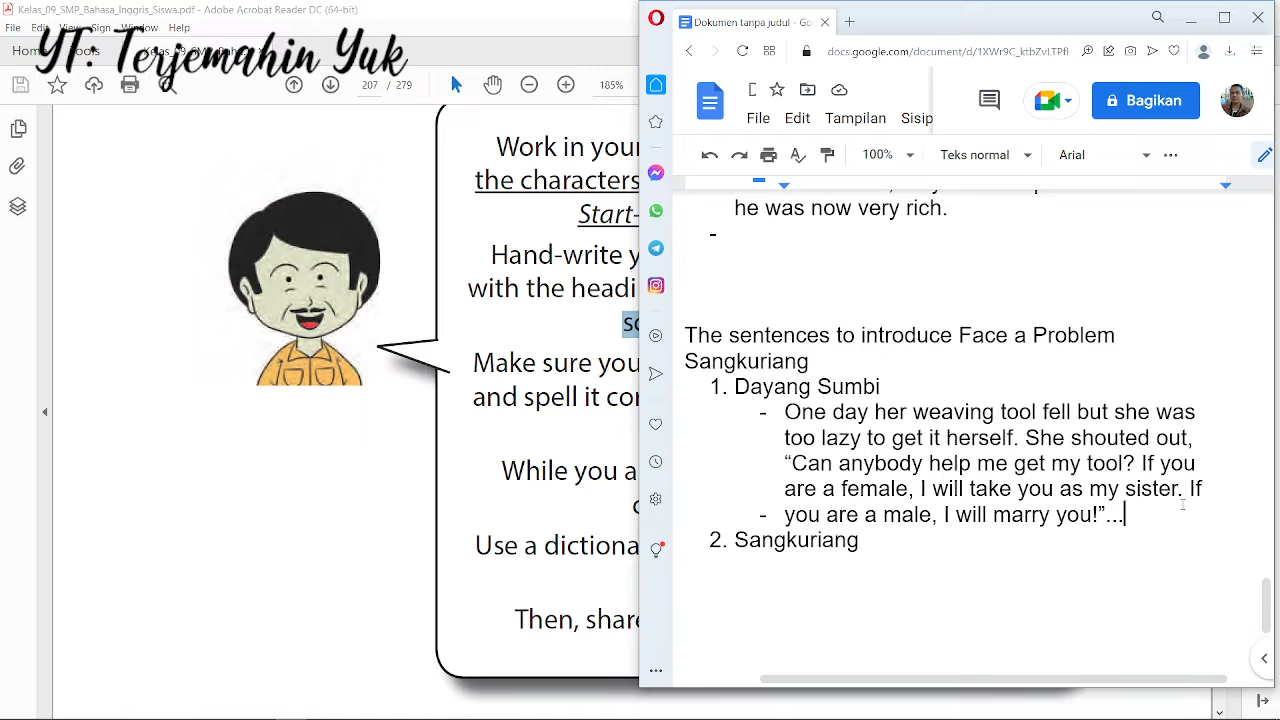 Kelas_09_SMP_Bahasa_Inggris_Siswa.pdf - Adobe Acrobat Reader DC (64-bit)
File Edit View Sign Window Help
Home Tools
YT: Terjemahin Yuk
207 / 279
185%
Work in your
the characters
Start-
Hand-write y
with the headi
sc
Make sure you
and spell it cor
While you a
Use a dictiona
Then, share
Dokumen tanpa judul - Go
docs.google.com/document/d/1XWr9C_ktbZvLTPfl
File Edit Tampilan Sisip
Bagikan
100% Teks normal Arial
he was now very rich.
-
The sentences to introduce Face a Problem
Sangkuriang
1. Dayang Sumbi
- One day her weaving tool fell but she was
too lazy to get it herself. She shouted out,
“Can anybody help me get my tool? If you
are a female, I will take you as my sister. If
- you are a male, I will marry you!”...
2. Sangkuriang